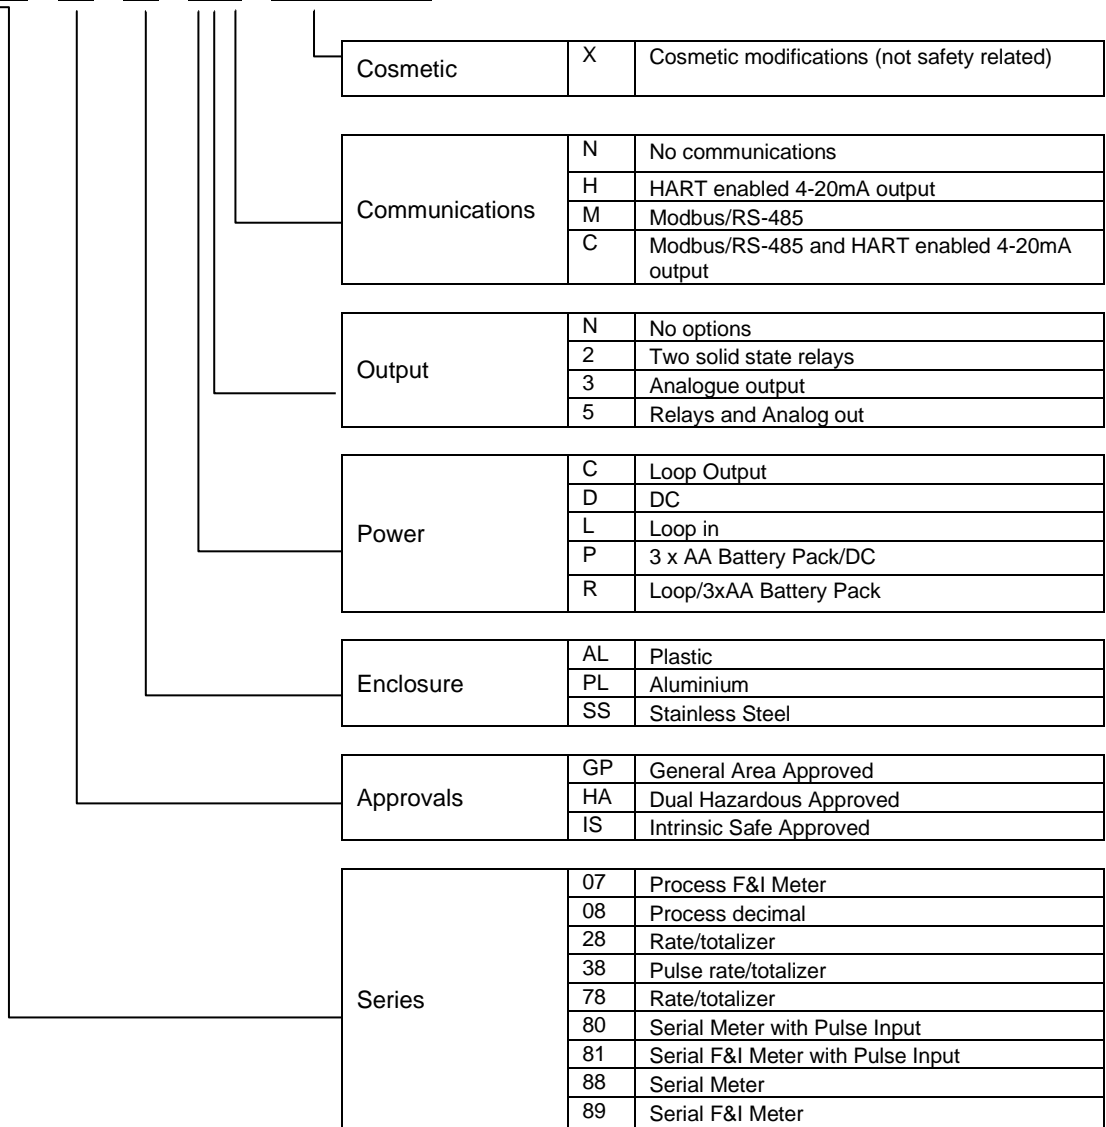 Cosmetic X Cosmetic modifications (not safety related)
Communications
N No communications
H HART enabled 4-20mA output
M Modbus/RS-485
C Modbus/RS-485 and HART enabled 4-20mA
output
Output
N No options
2 Two solid state relays
3 Analogue output
5 Relays and Analog out
Power
C Loop Output
D DC
L Loop in
P 3 x AA Battery Pack/DC
R Loop/3xAA Battery Pack
Enclosure
AL Plastic
PL Aluminium
SS Stainless Steel
Approvals
GP General Area Approved
HA Dual Hazardous Approved
IS Intrinsic Safe Approved
Series
07 Process F&I Meter
08 Process decimal
28 Rate/totalizer
38 Pulse rate/totalizer
78 Rate/totalizer
80 Serial Meter with Pulse Input
81 Serial F&I Meter with Pulse Input
88 Serial Meter
89 Serial F&I Meter